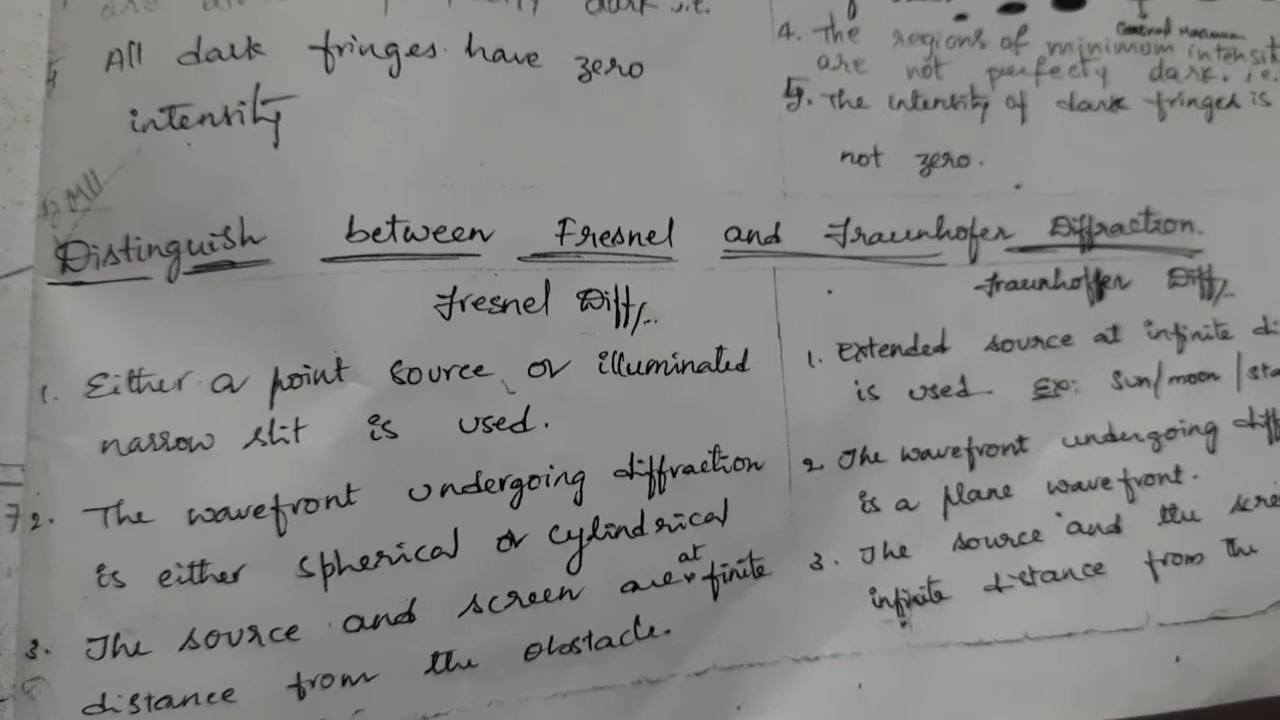 dark i.e.
All dark fringes have zero
intensity
4. The regions of minimum intensit
are not perfecty dark. i.e.
5. The intensity of dark fringes is
not zero.
Distinguish between Fresnel and Fraunhofer Diffraction.
Fresnel Diff/..
1. Either a point source or illuminated
narrow slit is used.
2. The wavefront undergoing diffraction
is either spherical or cylindrical
3. The source and screen are at finite
distance from the obstacle.
Fraunhoffer Diff/..
1. Extended source at infinite di
is used Ex: Sun/moon/sta
2 The wavefront undergoing diff
is a plane wavefront.
3. The source and the scre
infinite distance from the